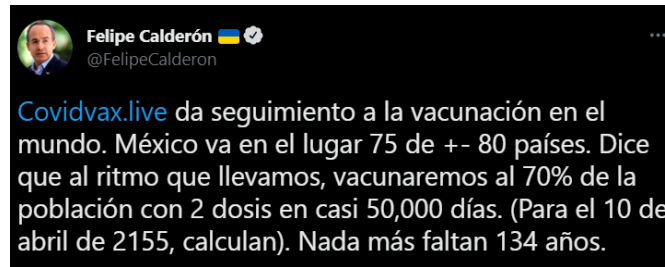 Felipe Calderón
@FelipeCalderon
Covidvax.live da seguimiento a la vacunación en el
mundo. México va en el lugar 75 de +- 80 países. Dice
que al ritmo que llevamos, vacunaremos al 70% de la
población con 2 dosis en casi 50,000 días. (Para el 10 de
abril de 2155, calculan). Nada más faltan 134 años.